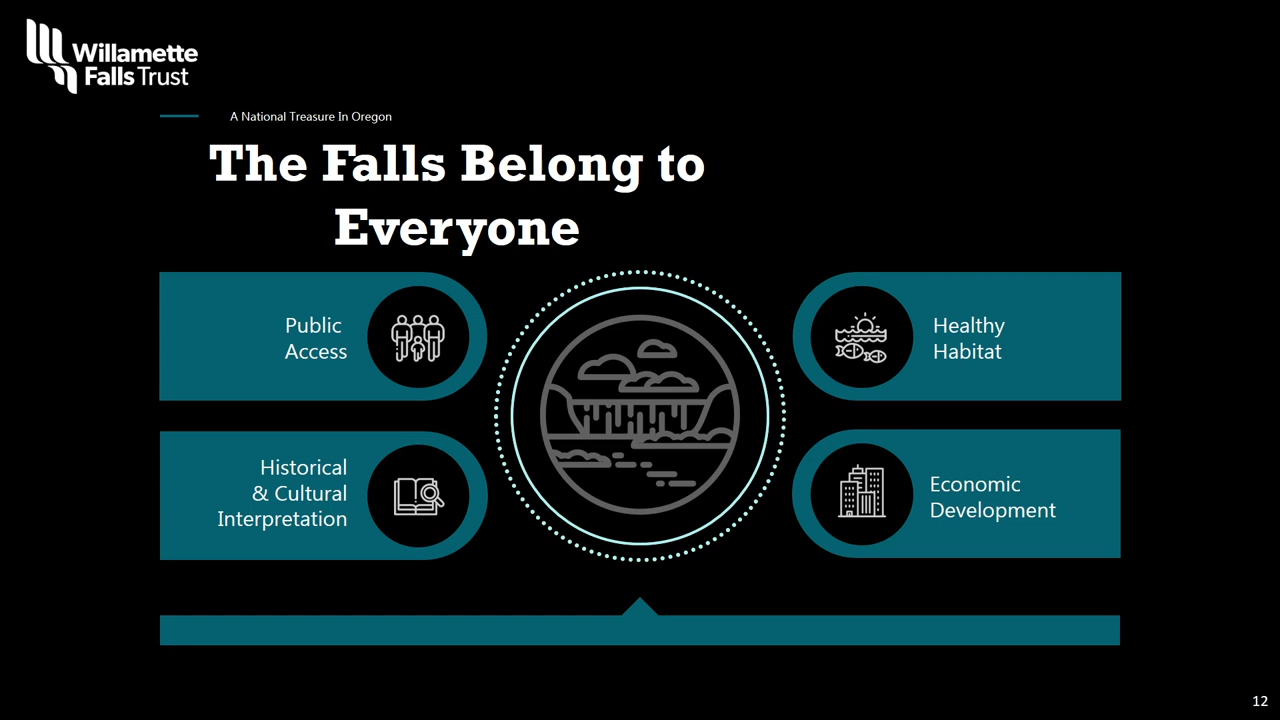 Willamette
Falls Trust
A National Treasure In Oregon
The Falls Belong to
Everyone
Public
Access
Healthy
Habitat
Historical
& Cultural
Interpretation
Economic
Development
12